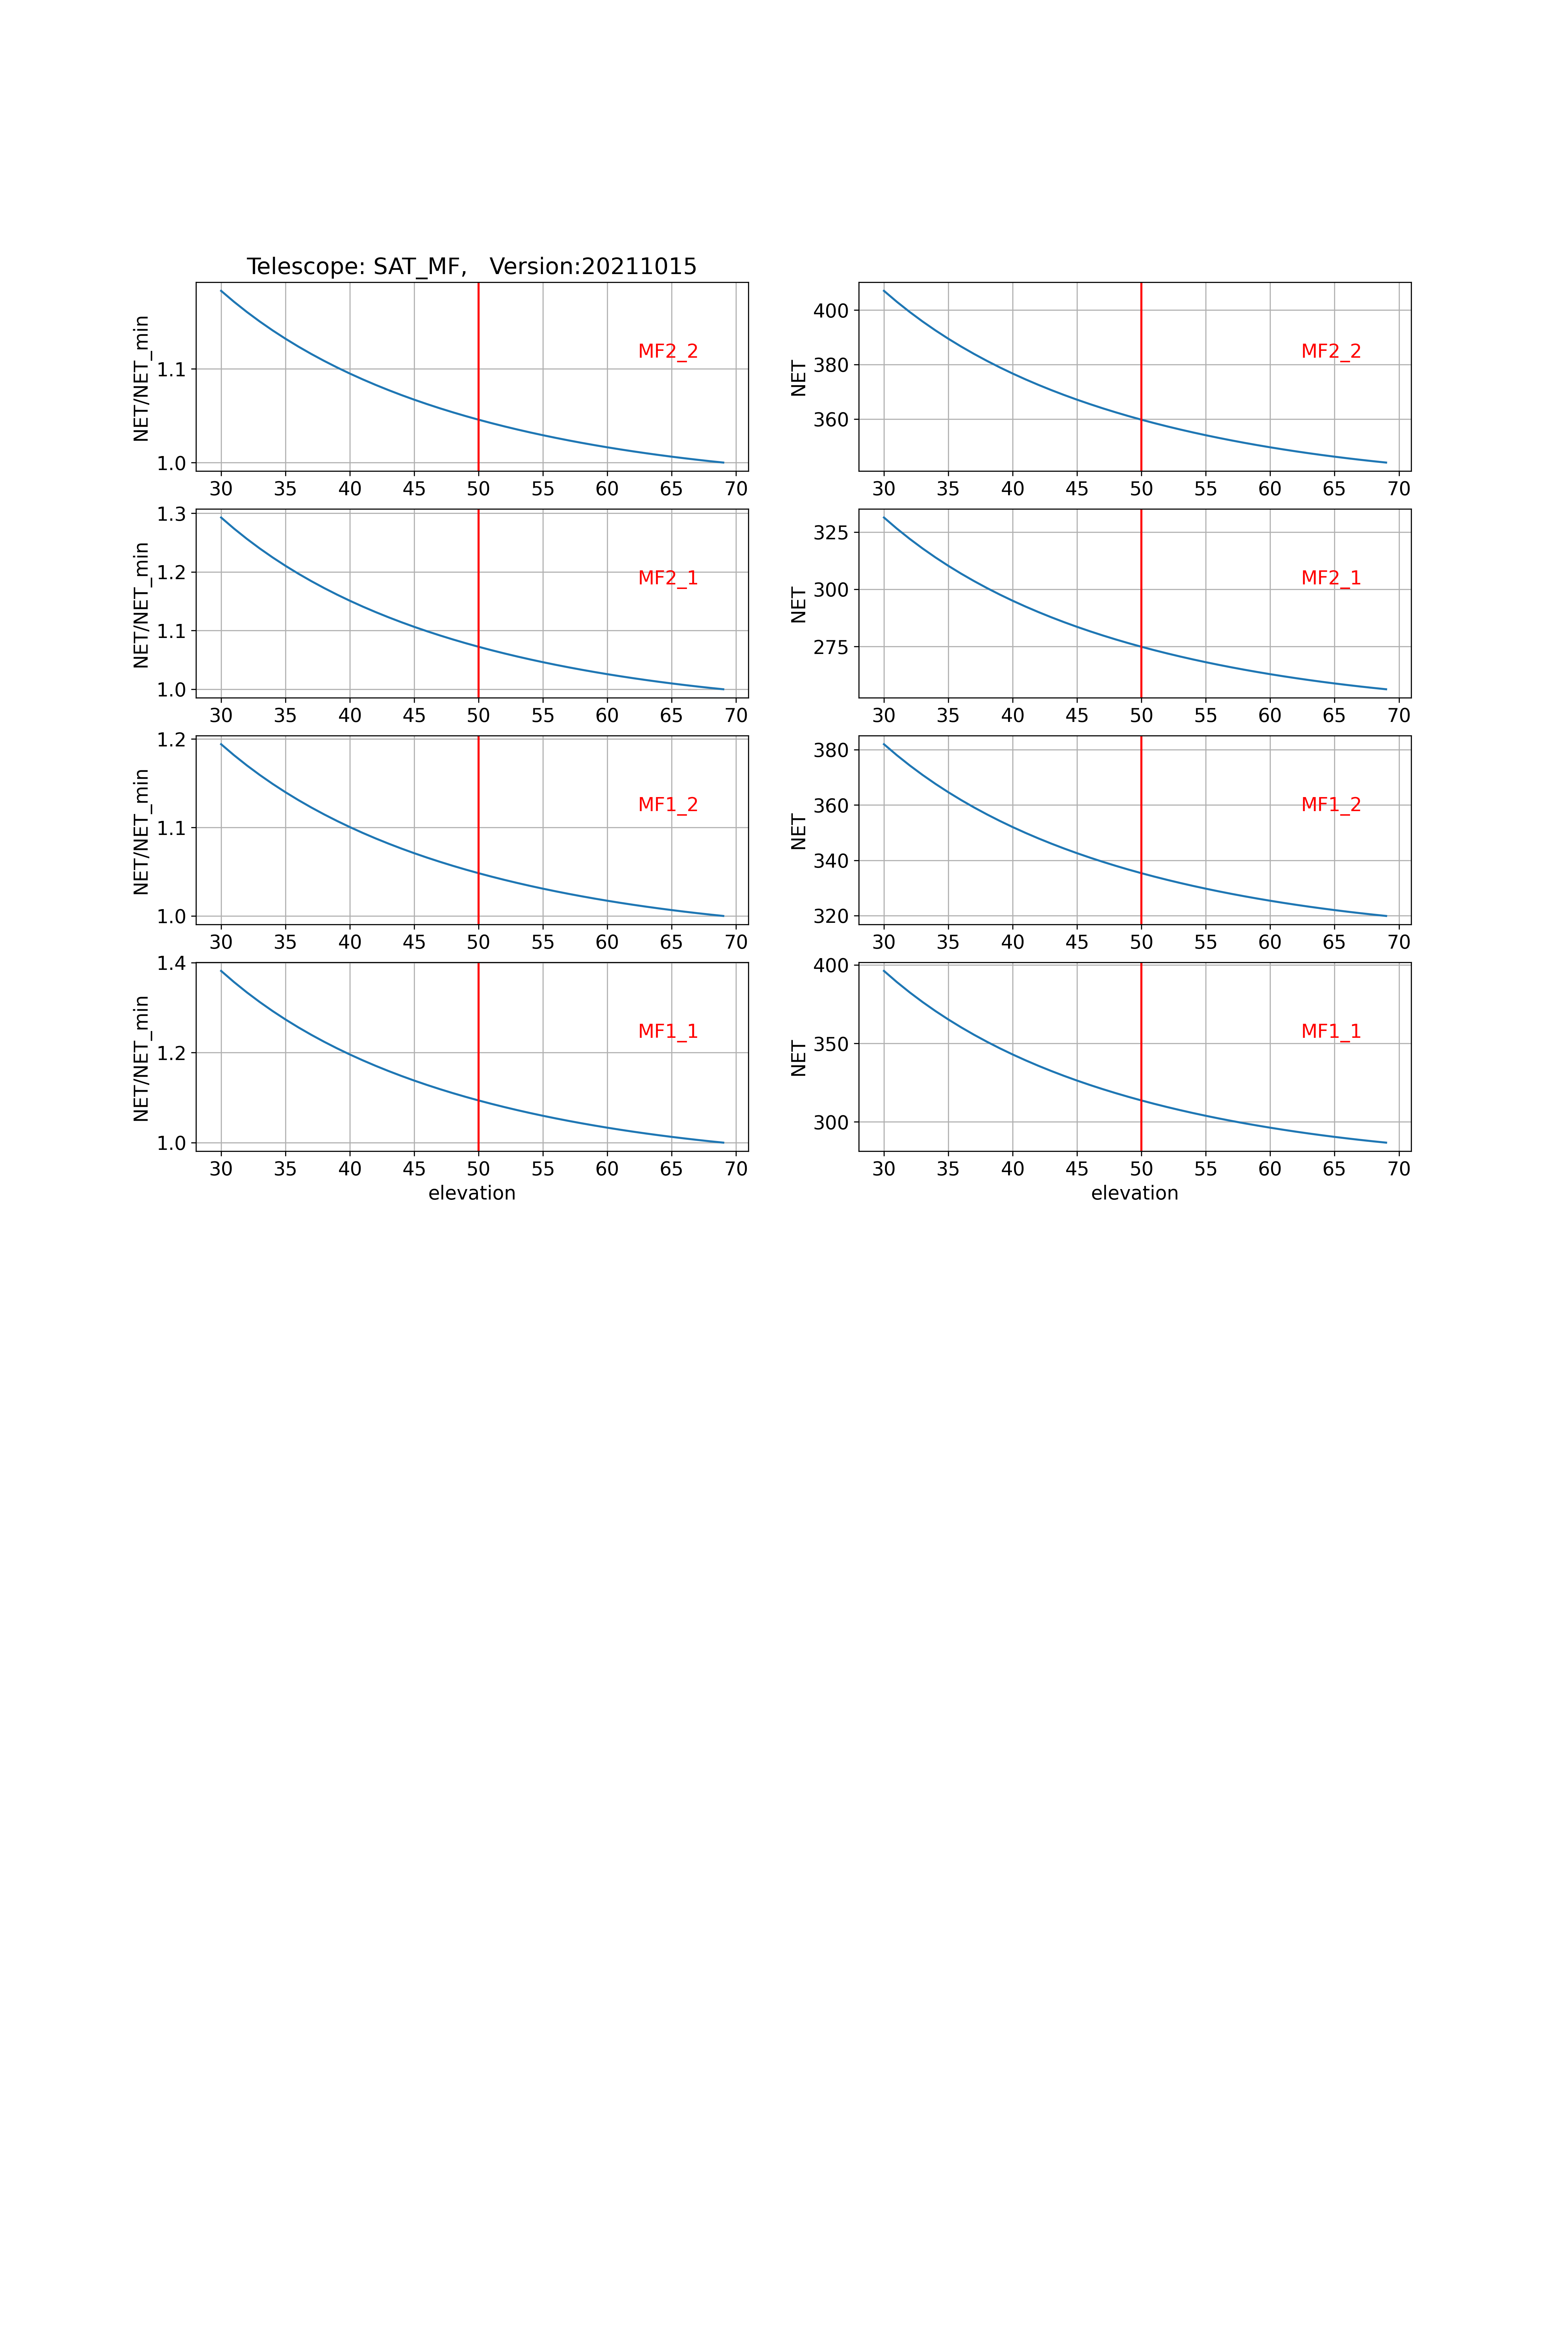 Telescope: SAT_MF,   Version:20211015
NET/NET_min
1.1
1.0
MF2_2
30 35 40 45 50 55 60 65 70
NET
400
380
360
MF2_2
30 35 40 45 50 55 60 65 70
NET/NET_min
1.3
1.2
1.1
1.0
MF2_1
30 35 40 45 50 55 60 65 70
NET
325
300
275
MF2_1
30 35 40 45 50 55 60 65 70
NET/NET_min
1.2
1.1
1.0
MF1_2
30 35 40 45 50 55 60 65 70
NET
380
360
340
320
MF1_2
30 35 40 45 50 55 60 65 70
NET/NET_min
1.4
1.2
1.0
MF1_1
30 35 40 45 50 55 60 65 70
elevation
NET
400
350
300
MF1_1
30 35 40 45 50 55 60 65 70
elevation